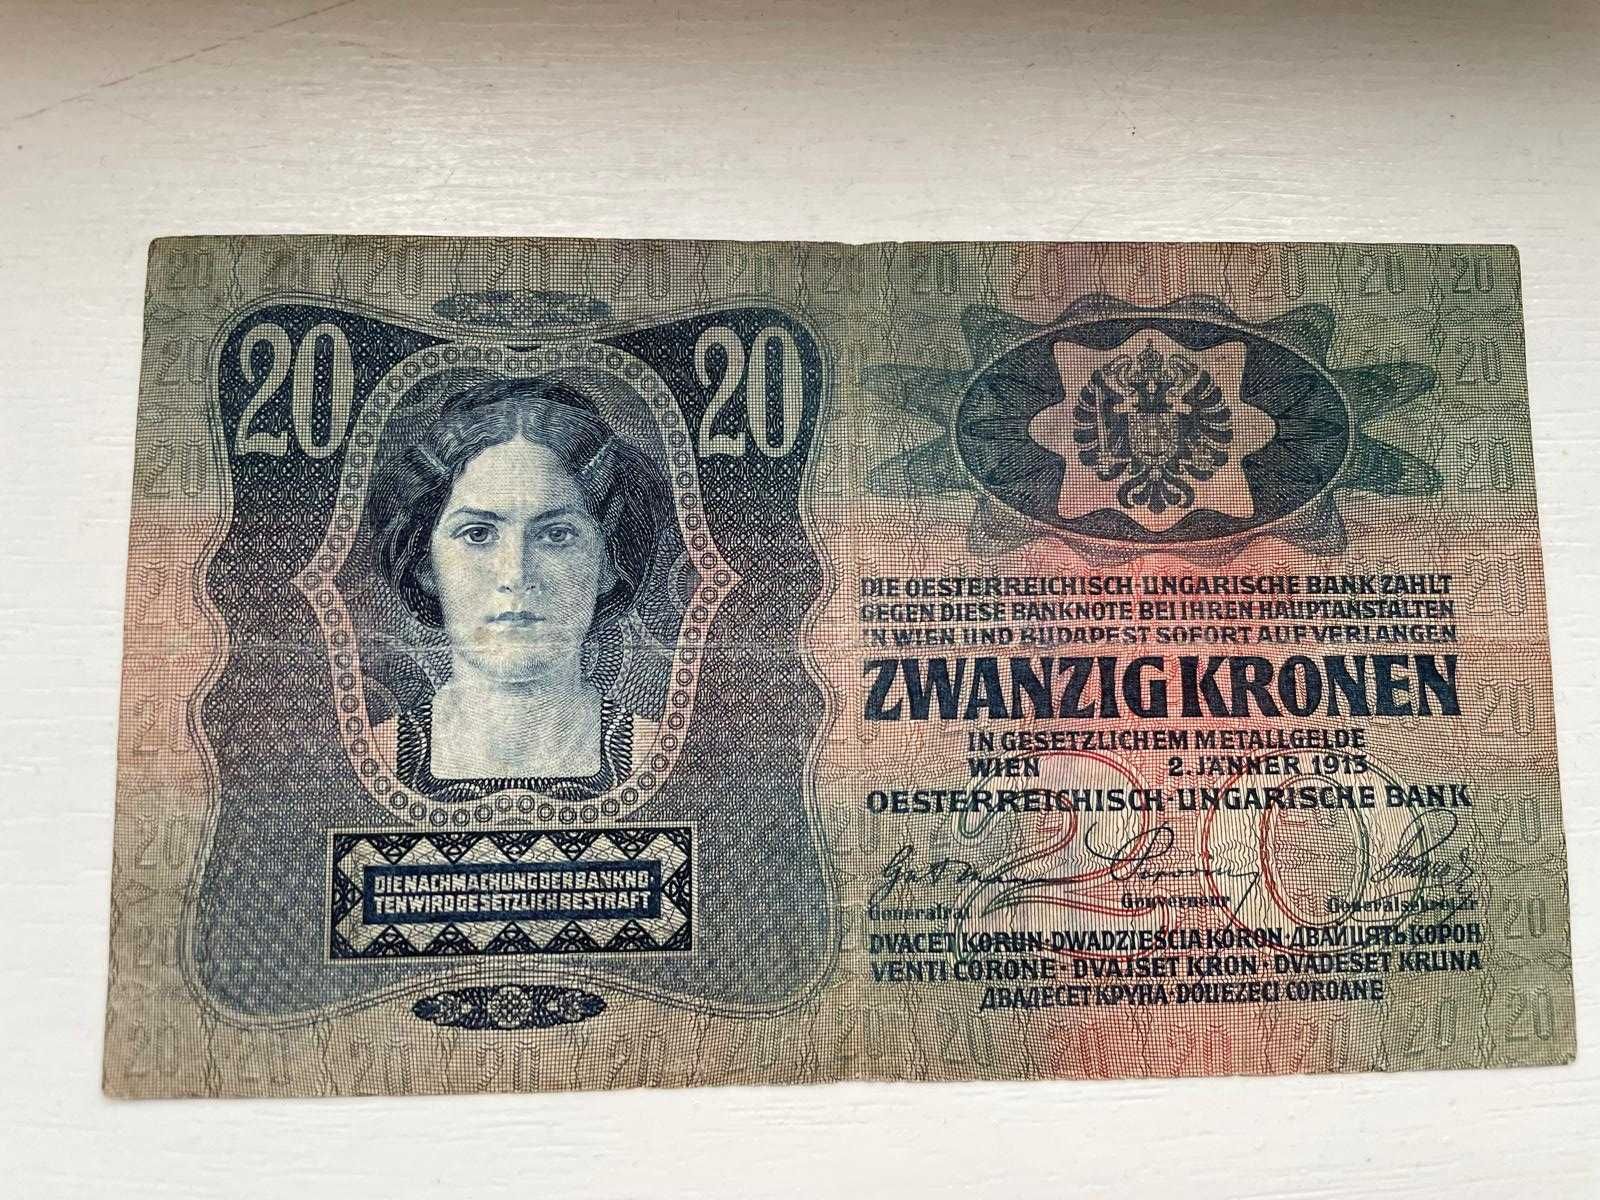 20 20
DIE NACHMACHUNG DER BANKNO
TEN WIRD GESETZLICH BESTRAFT
DIE OESTERREICHISCH-UNGARISCHE BANK ZAHLT
GEGEN DIESE BANKNOTE BEI IHREN HAUPTANSTALTEN
IN WIEN UND BUDAPEST SOFORT AUF VERLANGEN
ZWANZIG KRONEN
IN GESETZLICHEM METALLGELDE
WIEN 2. JÄNNER 1913
OESTERREICHISCH-UNGARISCHE BANK
20
Generalrat Gouverneur Generalsekretär
DVACET KORUN · DWADZIEŚCIA KORON · ДВАЙЦЯТЬ КОРОН
VENTI CORONE · DVAJSET KRON · DVADESET KRUNA
ДВАДЕСЕТ КРУНА · DOUEZECI COROANE